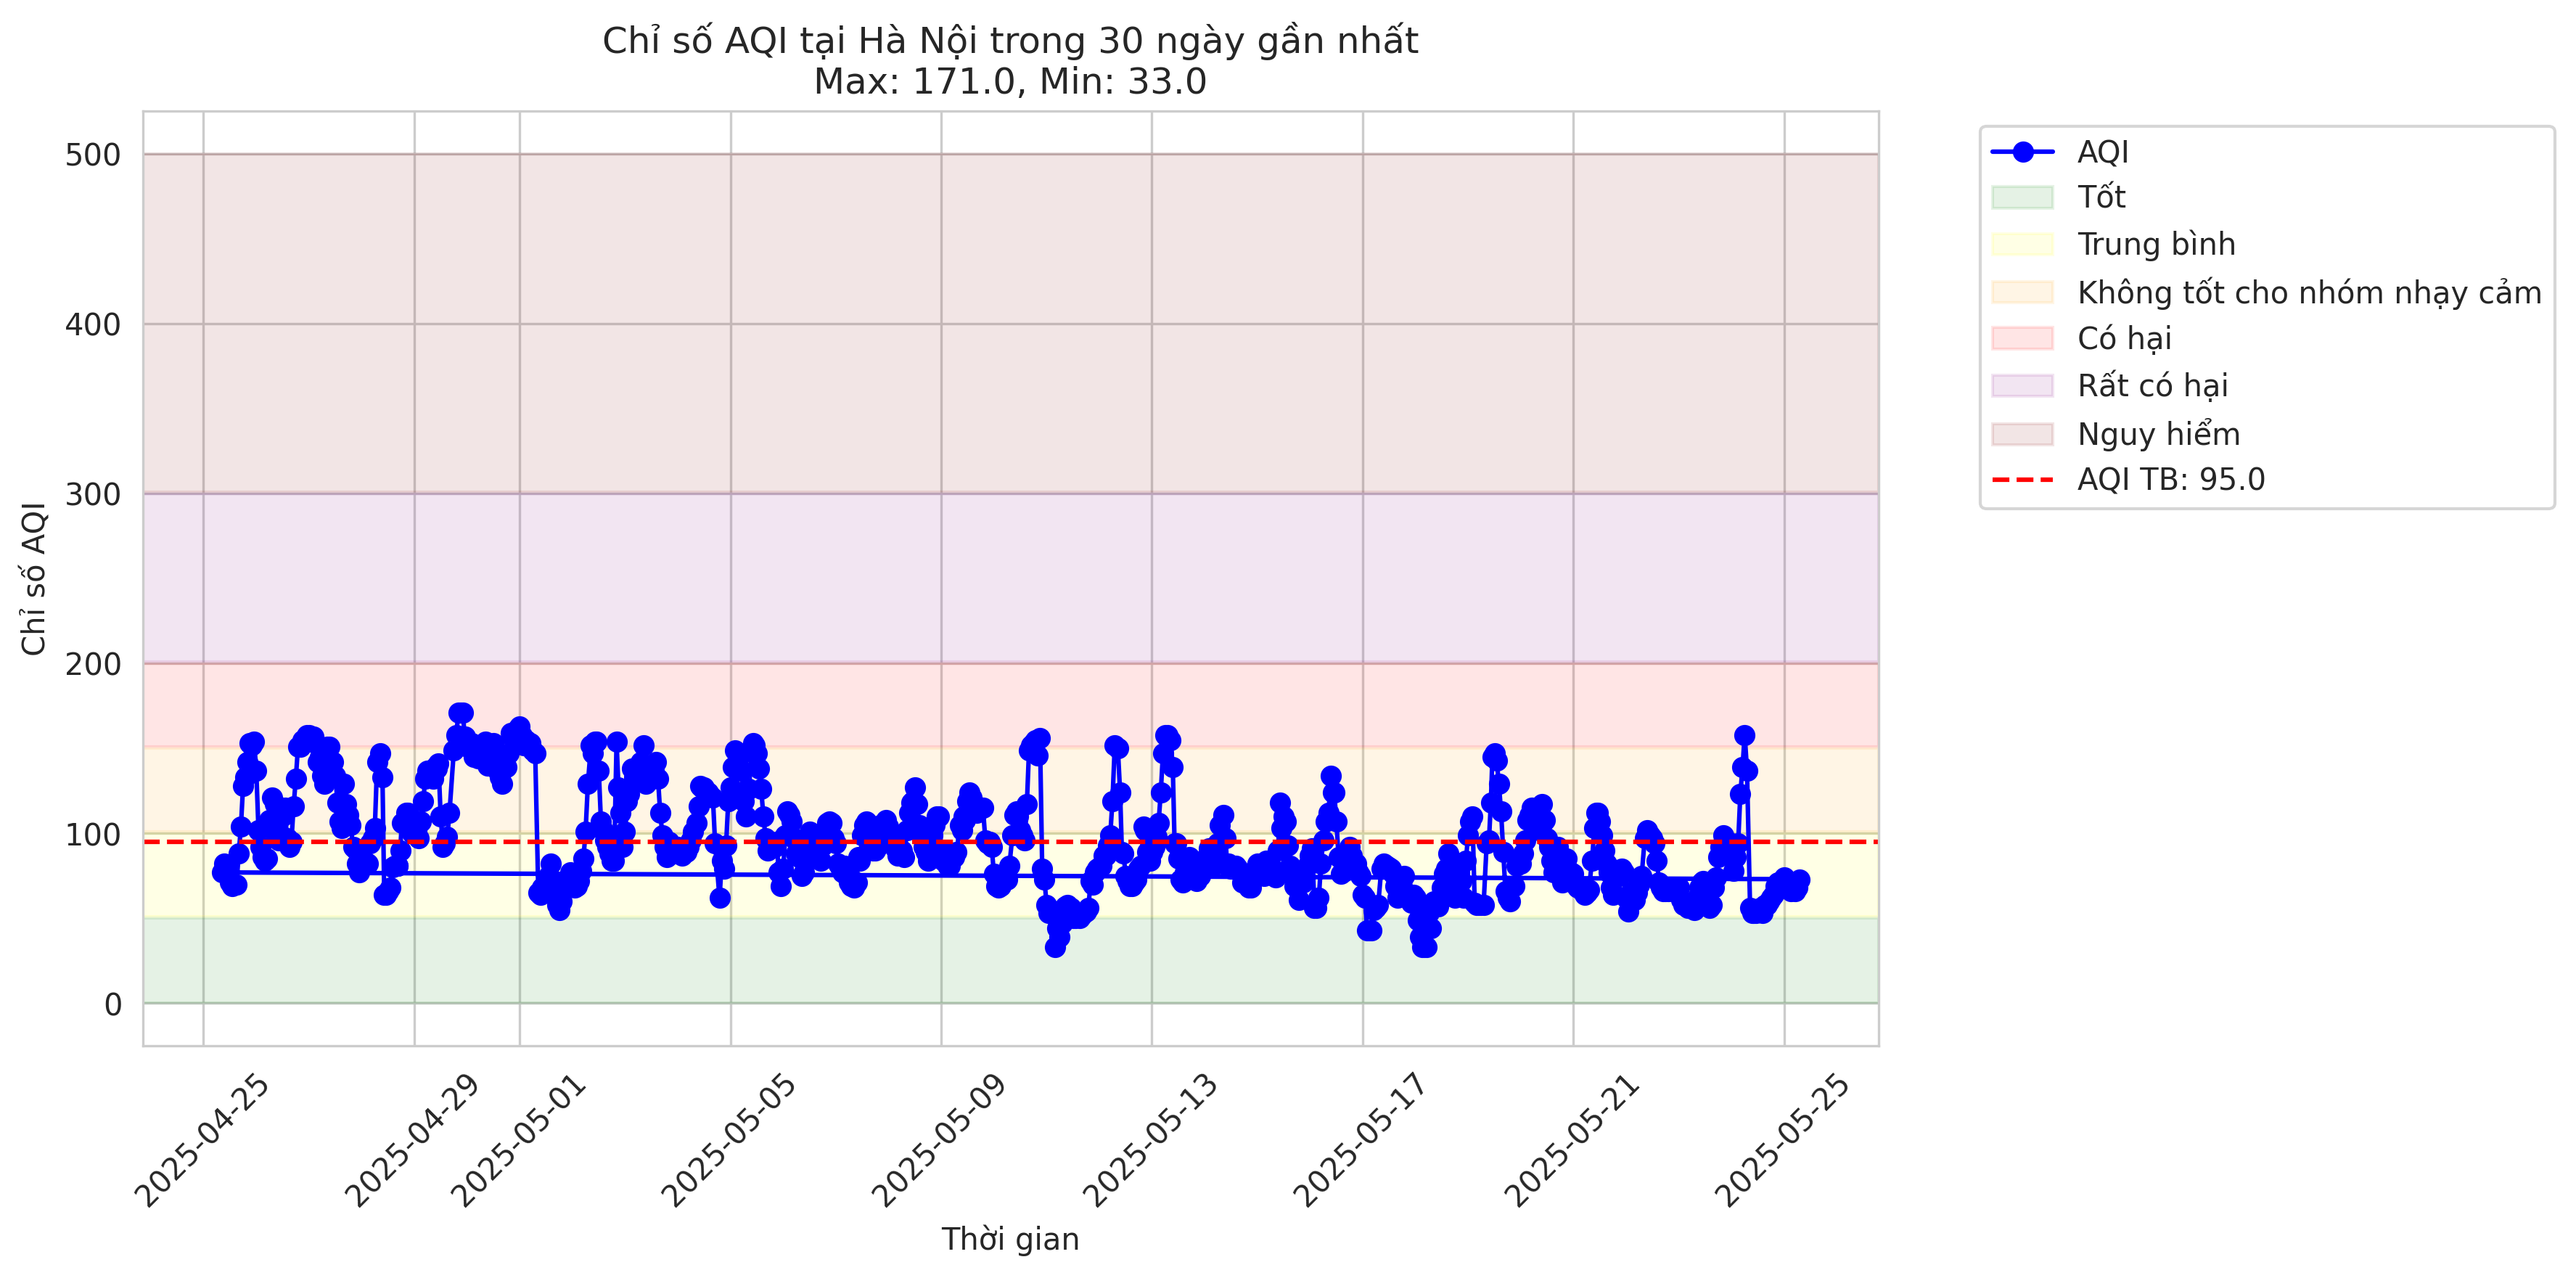 Chỉ số AQI tại Hà Nội trong 30 ngày gần nhất
Max: 171.0, Min: 33.0
Chỉ số AQI
500
400
300
200
100
0
2025-04-25
2025-04-29
2025-05-01
2025-05-05
2025-05-09
2025-05-13
2025-05-17
2025-05-21
2025-05-25
Thời gian
AQI
Tốt
Trung bình
Không tốt cho nhóm nhạy cảm
Có hại
Rất có hại
Nguy hiểm
AQI TB: 95.0